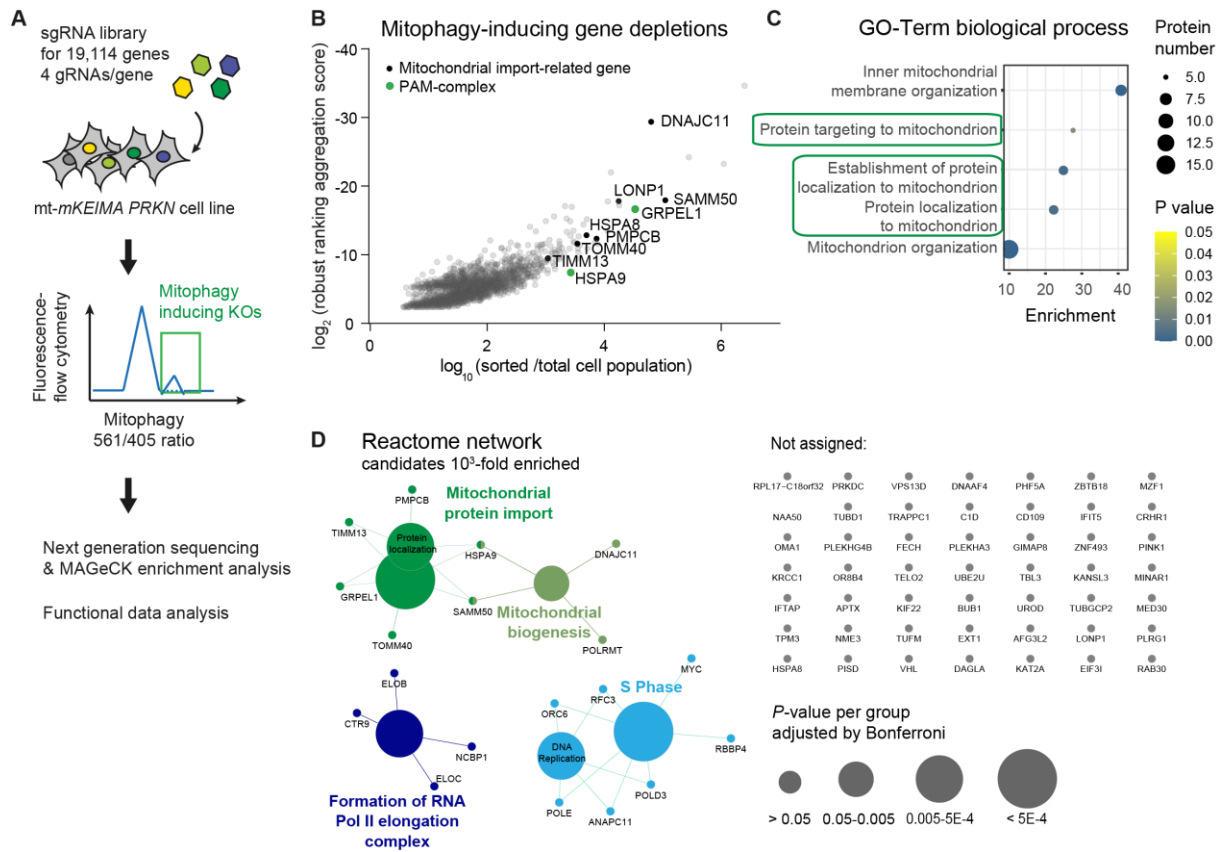 A
sgRNA library
for 19,114 genes
4 gRNAs/gene
mt-mKEIMA PRKN cell line
Fluorescence-
flow cytometry
Mitophagy
inducing KOs
Mitophagy
561/405 ratio
Next generation sequencing
& MAGeCK enrichment analysis
Functional data analysis
B
Mitophagy-inducing gene depletions
log2 (robust ranking aggregation score)
-40
-30
-20
-10
0
Mitochondrial import-related gene
PAM-complex
DNAJC11
LONP1
SAMM50
GRPEL1
HSPA8
PMPCB
TOMM40
TIMM13
HSPA9
0
2
4
6
log10 (sorted /total cell population)
C
GO-Term biological process
Inner mitochondrial
membrane organization
Protein targeting to mitochondrion
Establishment of protein
localization to mitochondrion
Protein localization
to mitochondrion
Mitochondrion organization
10 20 30 40
Enrichment
Protein
number
5.0
7.5
10.0
12.5
15.0
P value
0.05
0.04
0.03
0.02
0.01
0.00
D
Reactome network
candidates 10³-fold enriched
PMPCB
Mitochondrial
protein import
TIMM13
Protein
localization
HSPA9
DNAJC11
GRPEL1
SAMM50
Mitochondrial
biogenesis
TOMM40
POLRMT
ELOB
CTR9
NCBP1
ELOC
Formation of RNA
Pol II elongation
complex
MYC
S Phase
RFC3
ORC6
DNA
Replication
RBBP4
POLD3
POLE
ANAPC11
Not assigned:
RPL17−C18orf32 PRKDC VPS13D DNAAF4 PHF5A ZBTB18 MZF1
NAA50 TUBD1 TRAPPC1 C1D CD109 IFIT5 CRHR1
OMA1 PLEKHG4B FECH PLEKHA3 GIMAP8 ZNF493 PINK1
KRCC1 OR8B4 TELO2 UBE2U TBL3 KANSL3 MINAR1
IFTAP APTX KIF22 BUB1 UROD TUBGCP2 MED30
TPM3 NME3 TUFM EXT1 AFG3L2 LONP1 PLRG1
HSPA8 PISD VHL DAGLA KAT2A EIF3I RAB30
P-value per group
adjusted by Bonferroni
> 0.05 0.05-0.005 0.005-5E-4 < 5E-4